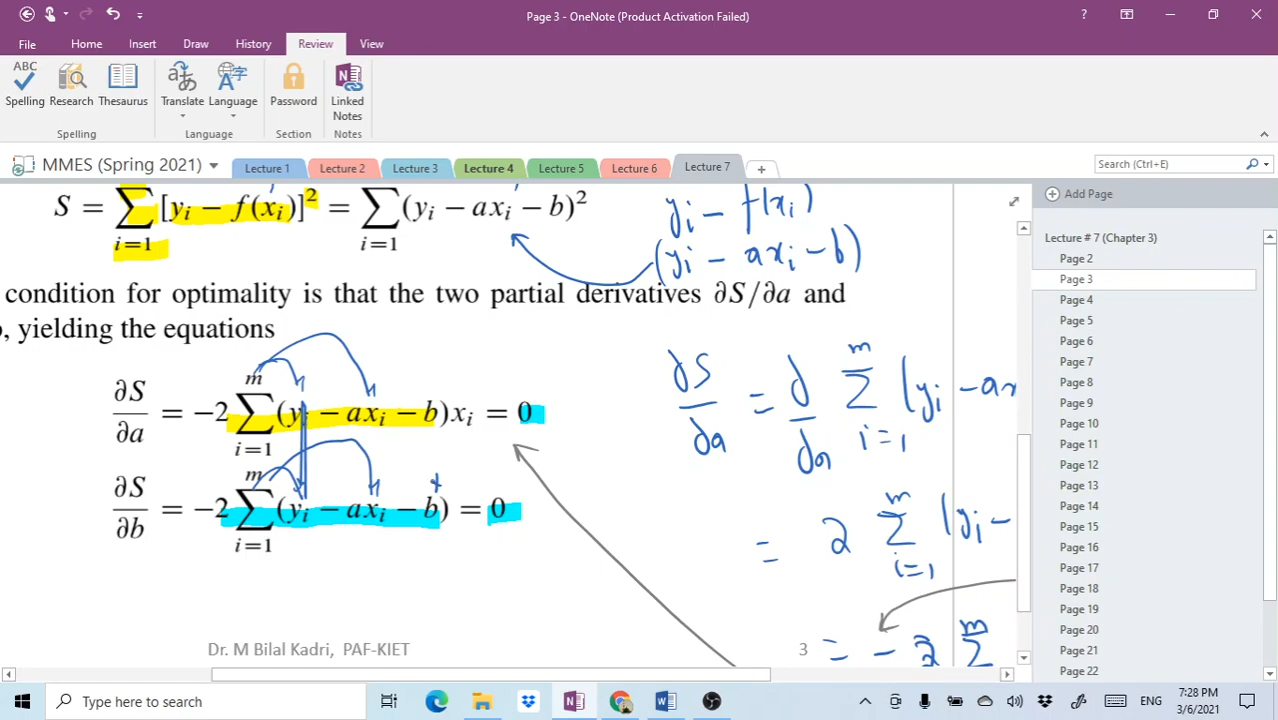 Page 3 - OneNote (Product Activation Failed)
?
File Home Insert Draw History Review View
ABC
Spelling Research Thesaurus Translate Language Password Linked Notes
Spelling Language Section Notes
MMES (Spring 2021) Lecture 1 Lecture 2 Lecture 3 Lecture 4 Lecture 5 Lecture 6 Lecture 7 Search (Ctrl+E)
Add Page
Lecture # 7 (Chapter 3)
Page 2
Page 3
Page 4
Page 5
Page 6
Page 7
Page 8
Page 9
Page 10
Page 11
Page 12
Page 13
Page 14
Page 15
Page 16
Page 17
Page 18
Page 19
Page 20
Page 21
Page 22
S = ∑ i=1 [yi − f(xi)]² = ∑ i=1 (yi − axi − b)²
yi − f(xi)
(yi − axi − b)
condition for optimality is that the two partial derivatives ∂S/∂a and
, yielding the equations
∂S/∂a = −2 ∑ m i=1 (yi − axi − b)xi = 0
∂S/∂b = −2 ∑ m i=1 (yi − axi − b) = 0
∂S/∂a = ∂/∂a ∑ m i=1 (yi − ax
= 2 ∑ m i=1 (yi −
= − 2 ∑ m
Dr. M Bilal Kadri, PAF-KIET 3
Type here to search
ENG
7:28 PM
3/6/2021